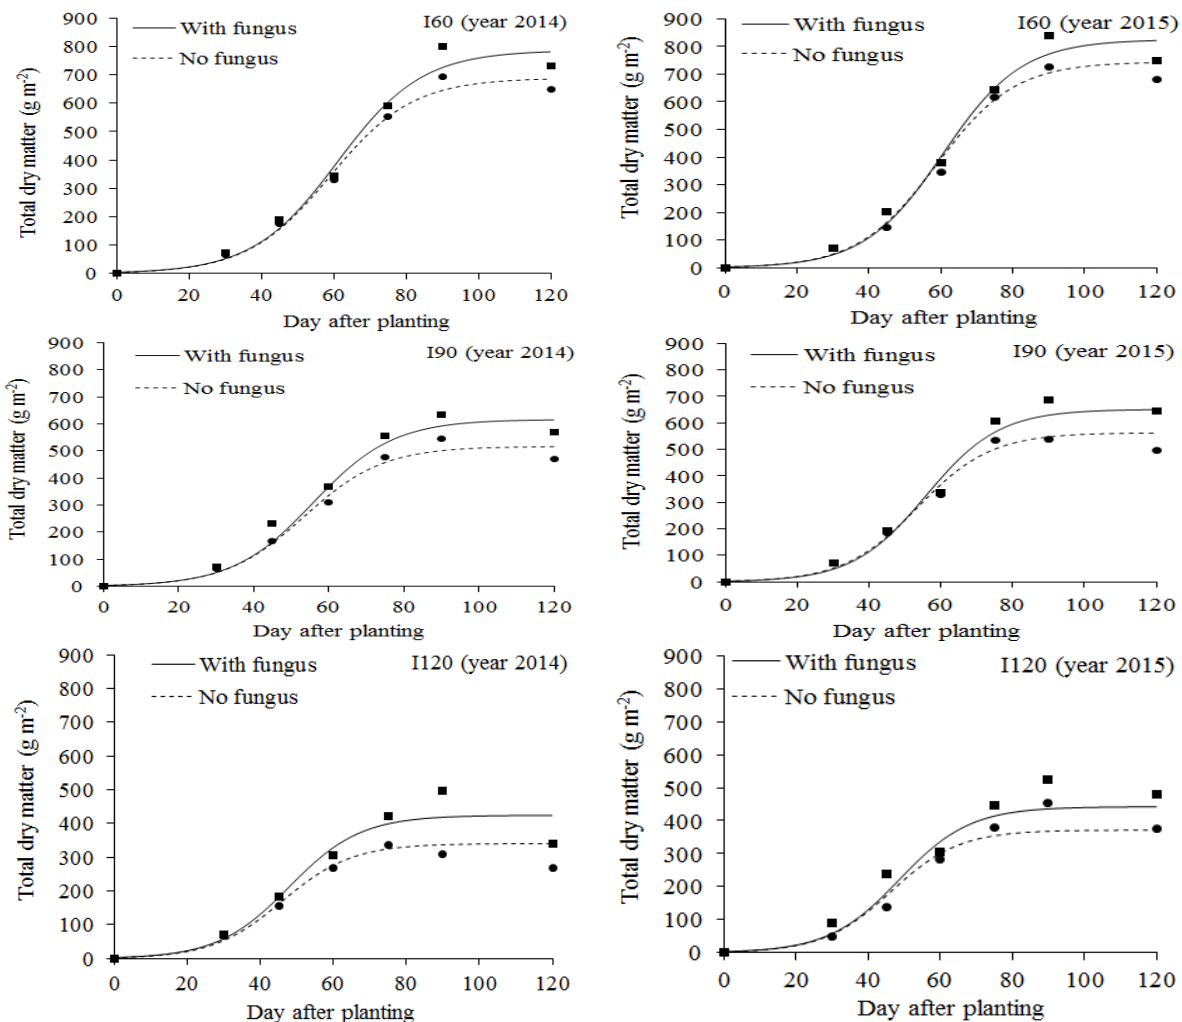 With fungus
No fungus
I60 (year 2014)
Total dry matter (g m-2)
900
800
700
600
500
400
300
200
100
0
0 20 40 60 80 100 120
Day after planting
With fungus
No fungus
I60 (year 2015)
Total dry matter (g m-2)
900
800
700
600
500
400
300
200
100
0
0 20 40 60 80 100 120
Day after planting
With fungus
No fungus
I90 (year 2014)
Total dry matter (g m-2)
900
800
700
600
500
400
300
200
100
0
0 20 40 60 80 100 120
Day after planting
With fungus
No fungus
I90 (year 2015)
Total dry matter (g m-2)
900
800
700
600
500
400
300
200
100
0
0 20 40 60 80 100 120
Day after planting
With fungus
No fungus
I120 (year 2014)
Total dry matter (g m-2)
900
800
700
600
500
400
300
200
100
0
0 20 40 60 80 100 120
Day after planting
With fungus
No fungus
I120 (year 2015)
Total dry matter (g m-2)
900
800
700
600
500
400
300
200
100
0
0 20 40 60 80 100 120
Day after planting